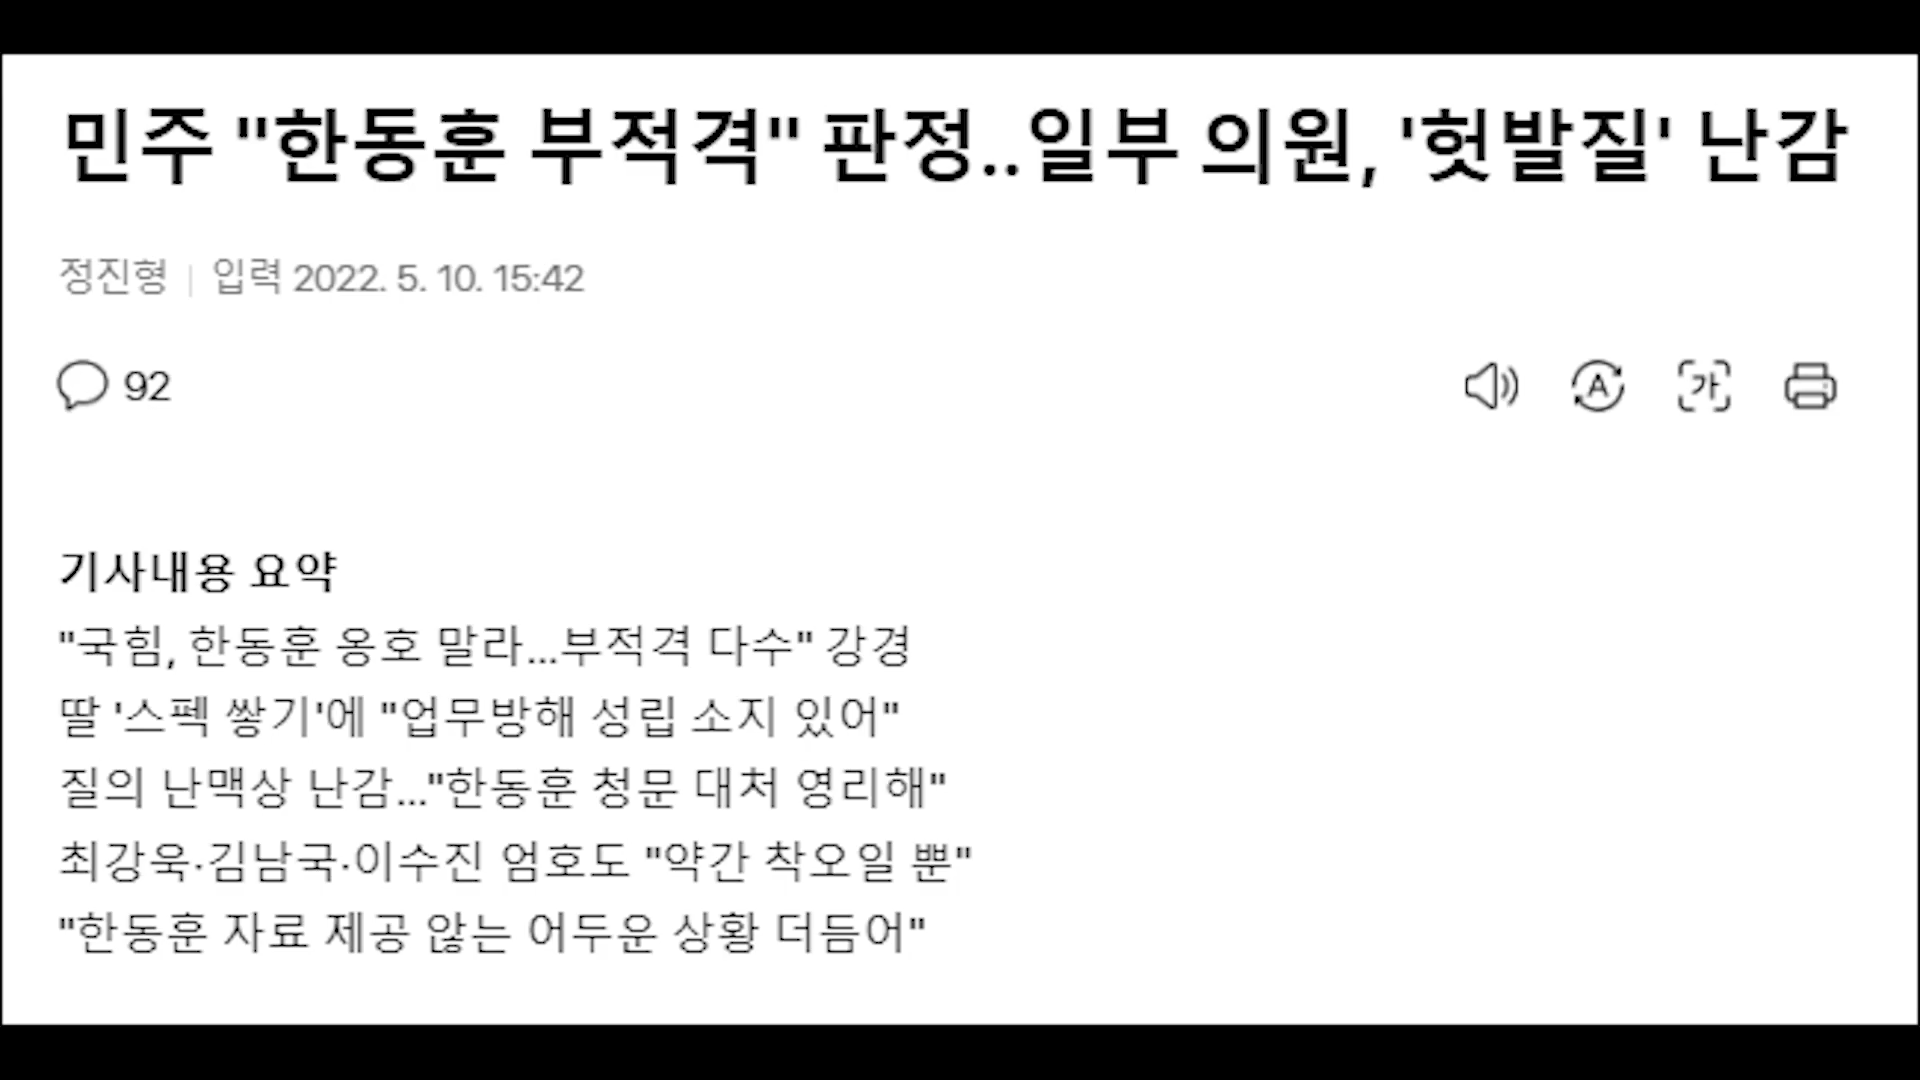 민주 "한동훈 부적격" 판정..일부 의원, '헛발질' 난감
정진형 | 입력 2022. 5. 10. 15:42
92
A
가
기사내용 요약
"국힘, 한동훈 옹호 말라...부적격 다수" 강경
딸 '스펙 쌓기'에 "업무방해 성립 소지 있어"
질의 난맥상 난감..."한동훈 청문 대처 영리해"
최강욱·김남국·이수진 엄호도 "약간 착오일 뿐"
"한동훈 자료 제공 않는 어두운 상황 더듬어"